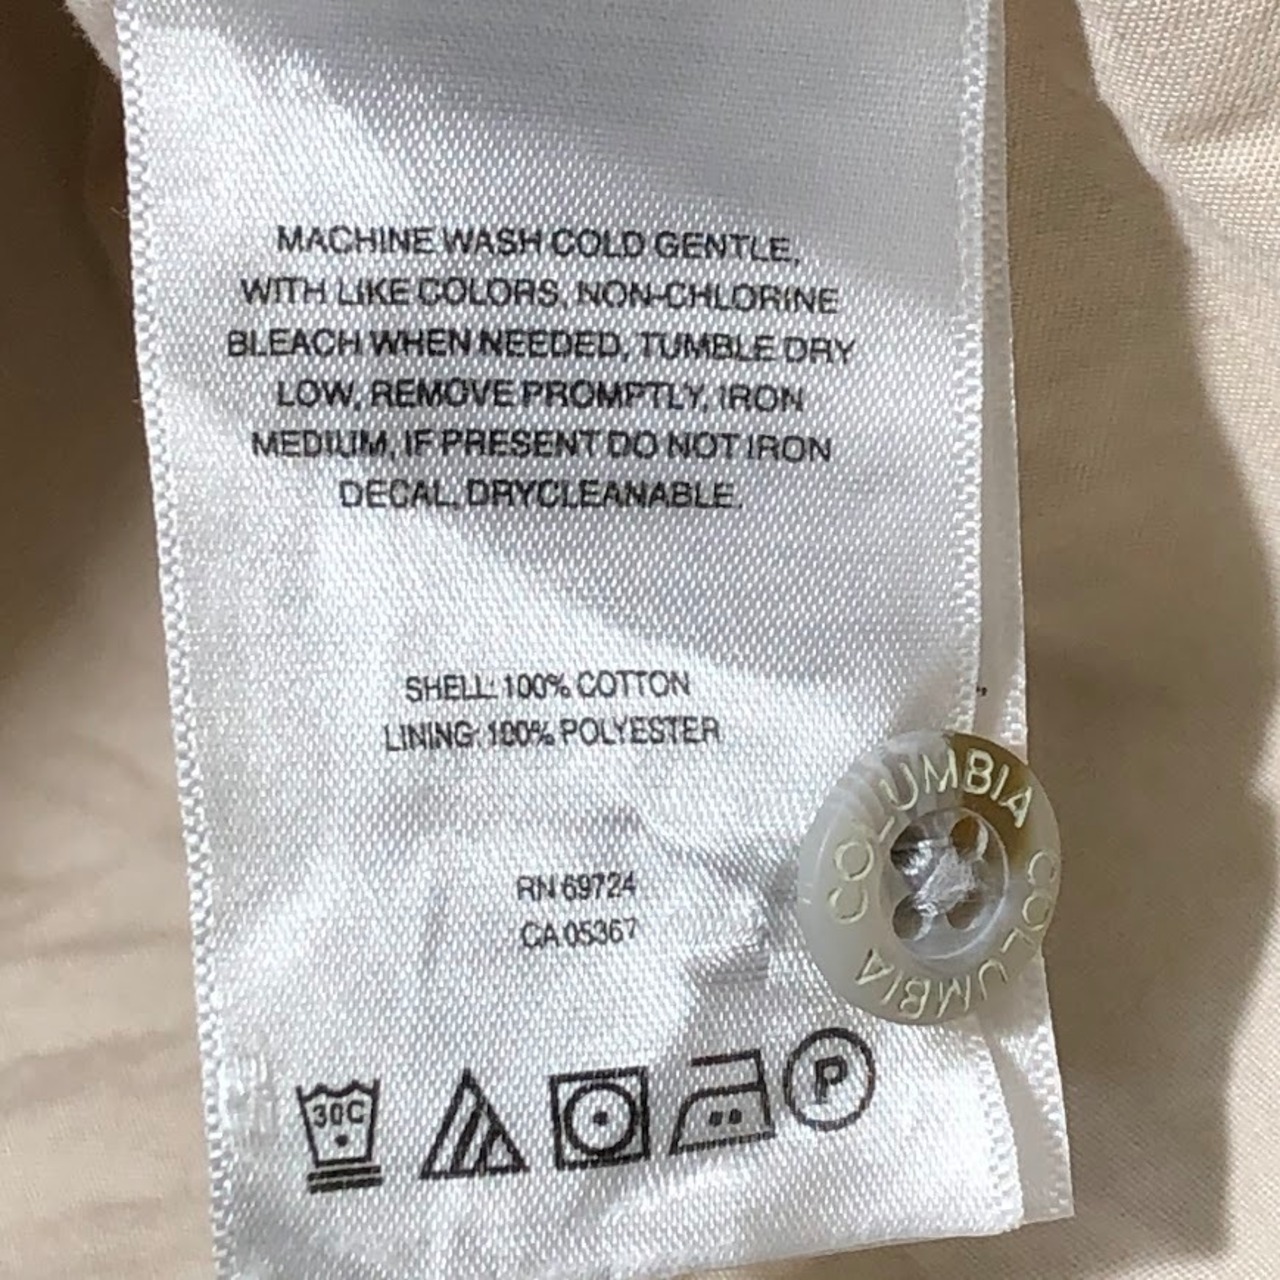 MACHINE WASH COLD GENTLE,
WITH LIKE COLORS, NON-CHLORINE
BLEACH WHEN NEEDED, TUMBLE DRY
LOW, REMOVE PROMPTLY, IRON
MEDIUM, IF PRESENT DO NOT IRON
DECAL, DRYCLEANABLE.
SHELL: 100% COTTON
LINING: 100% POLYESTER
COLUMBIA COLUMBIA
RN 69724
CA 05367
30C
P